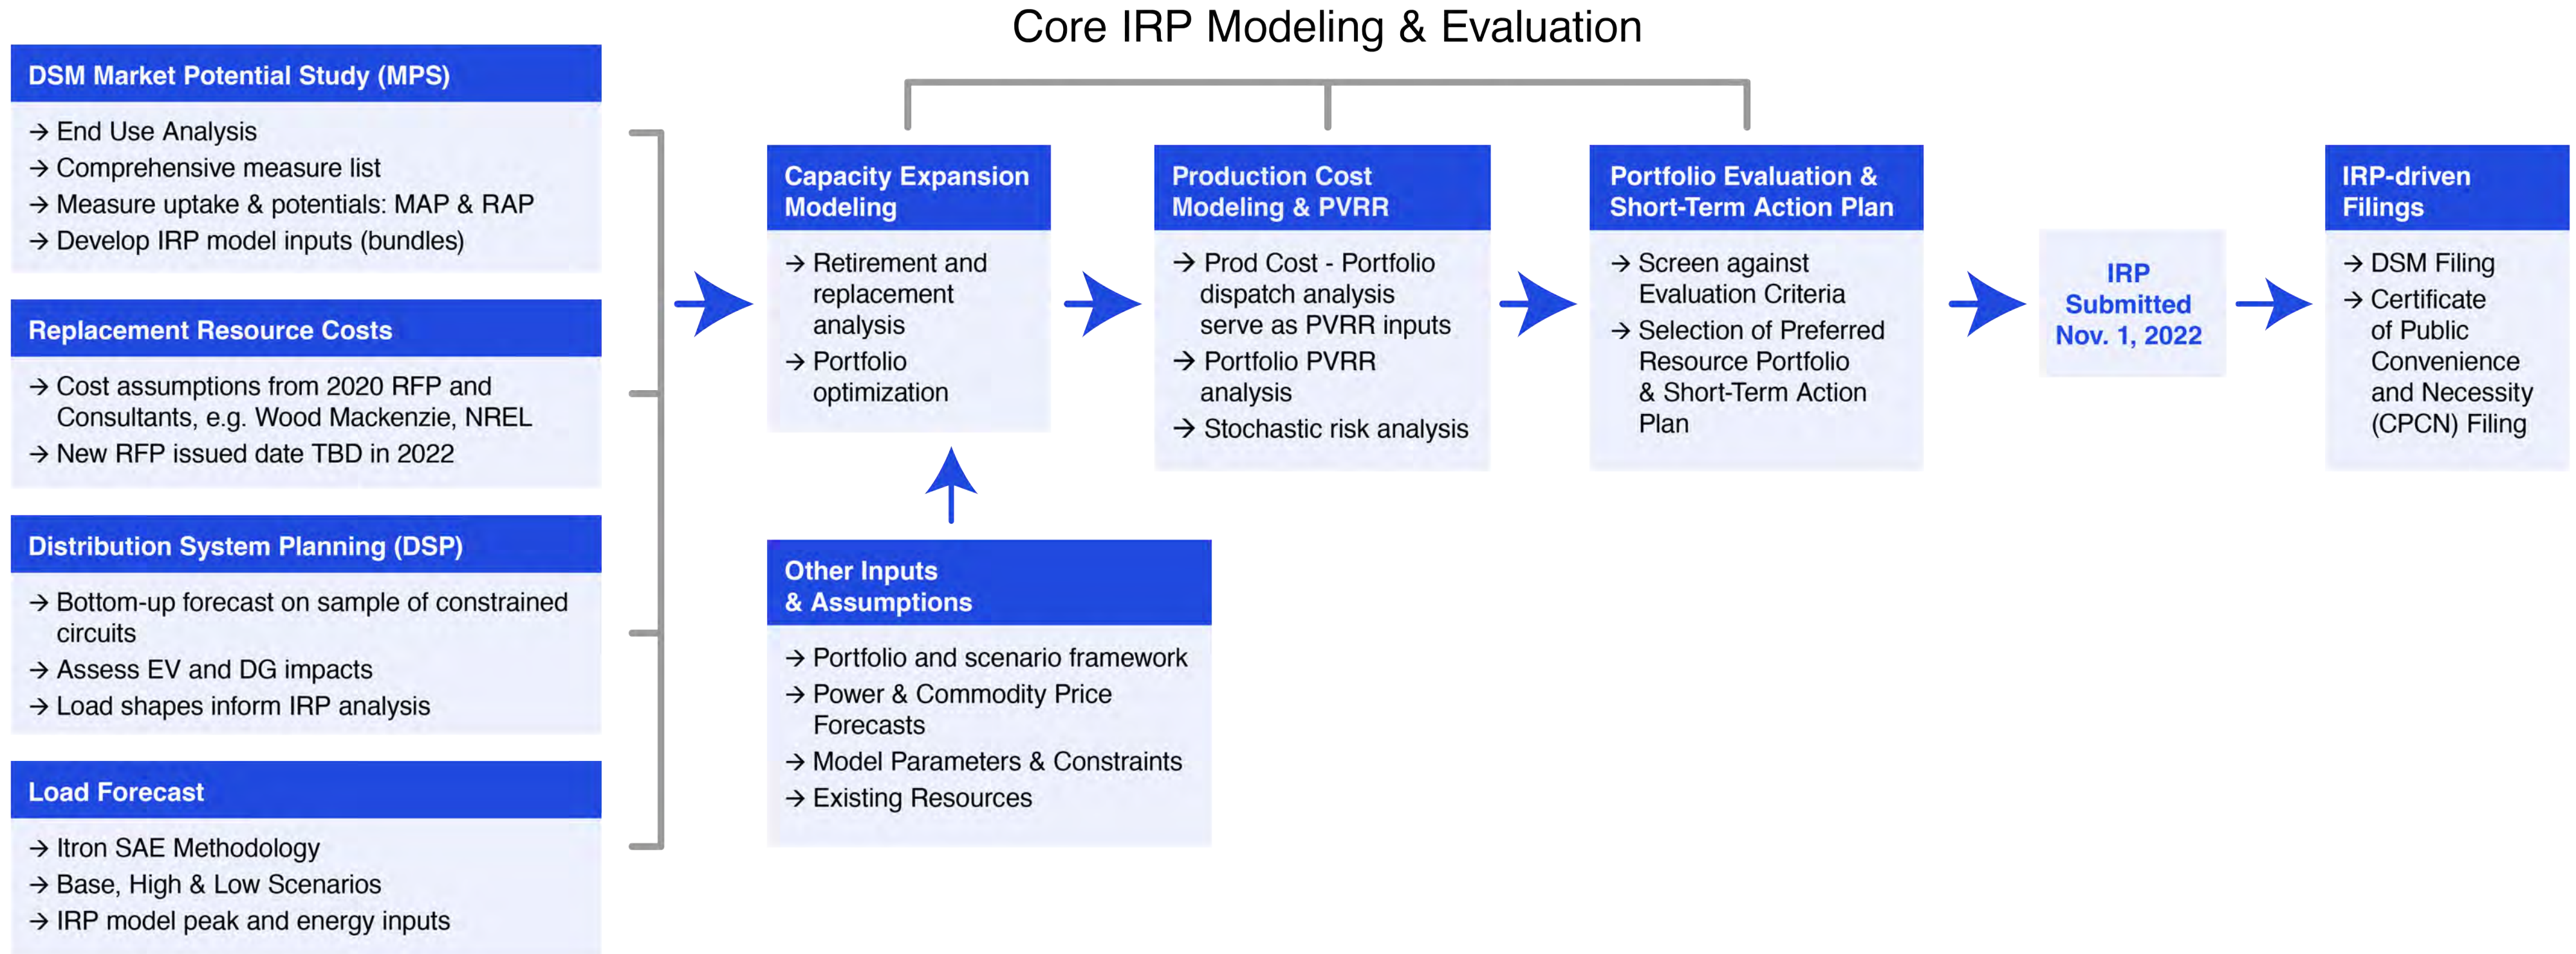 Core IRP Modeling & Evaluation
DSM Market Potential Study (MPS)
→ End Use Analysis
→ Comprehensive measure list
→ Measure uptake & potentials: MAP & RAP
→ Develop IRP model inputs (bundles)
Replacement Resource Costs
→ Cost assumptions from 2020 RFP and
Consultants, e.g. Wood Mackenzie, NREL
→ New RFP issued date TBD in 2022
Distribution System Planning (DSP)
→ Bottom-up forecast on sample of constrained
circuits
→ Assess EV and DG impacts
→ Load shapes inform IRP analysis
Load Forecast
→ Itron SAE Methodology
→ Base, High & Low Scenarios
→ IRP model peak and energy inputs
Capacity Expansion
Modeling
→ Retirement and
replacement
analysis
→ Portfolio
optimization
Other Inputs
& Assumptions
→ Portfolio and scenario framework
→ Power & Commodity Price
Forecasts
→ Model Parameters & Constraints
→ Existing Resources
Production Cost
Modeling & PVRR
→ Prod Cost - Portfolio
dispatch analysis
serve as PVRR inputs
→ Portfolio PVRR
analysis
→ Stochastic risk analysis
Portfolio Evaluation &
Short-Term Action Plan
→ Screen against
Evaluation Criteria
→ Selection of Preferred
Resource Portfolio
& Short-Term Action
Plan
IRP
Submitted
Nov. 1, 2022
IRP-driven
Filings
→ DSM Filing
→ Certificate
of Public
Convenience
and Necessity
(CPCN) Filing